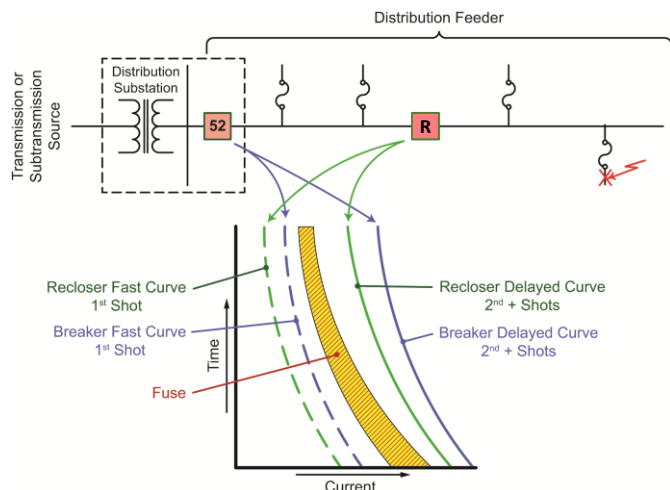 Distribution Feeder
Transmission or
Subtransmission
Source
Distribution
Substation
52
R
Recloser Fast Curve
1st Shot
Breaker Fast Curve
1st Shot
Fuse
Time
Recloser Delayed Curve
2nd + Shots
Breaker Delayed Curve
2nd + Shots
Current